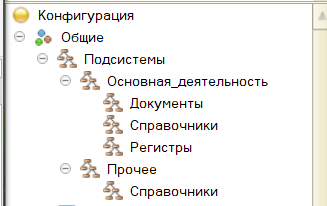 Конфигурация
Общие
Подсистемы
Основная_деятельность
Документы
Справочники
Регистры
Прочее
Справочники